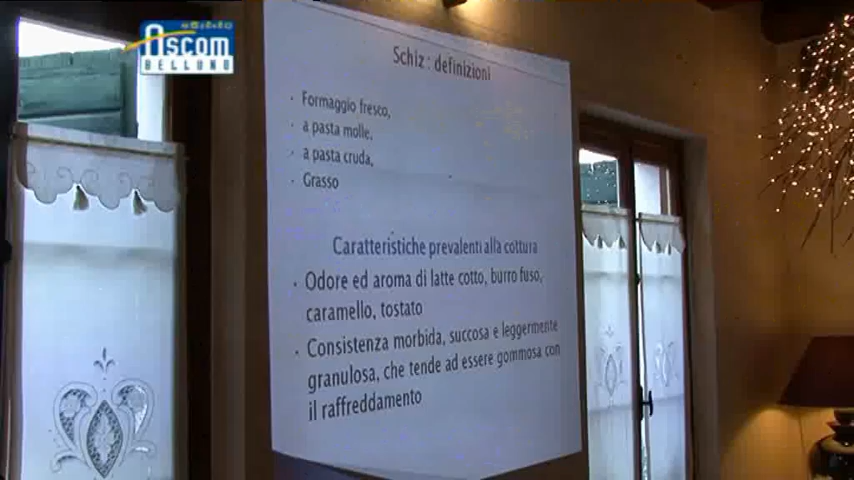 Ascom
BELLUNO
Schiz : definizioni
· Formaggio fresco,
· a pasta molle,
· a pasta cruda,
· Grasso
Caratteristiche prevalenti alla cottura
· Odore ed aroma di latte cotto, burro fuso,
caramello, tostato
· Consistenza morbida, succosa e leggermente
granulosa, che tende ad essere gommosa con
il raffreddamento